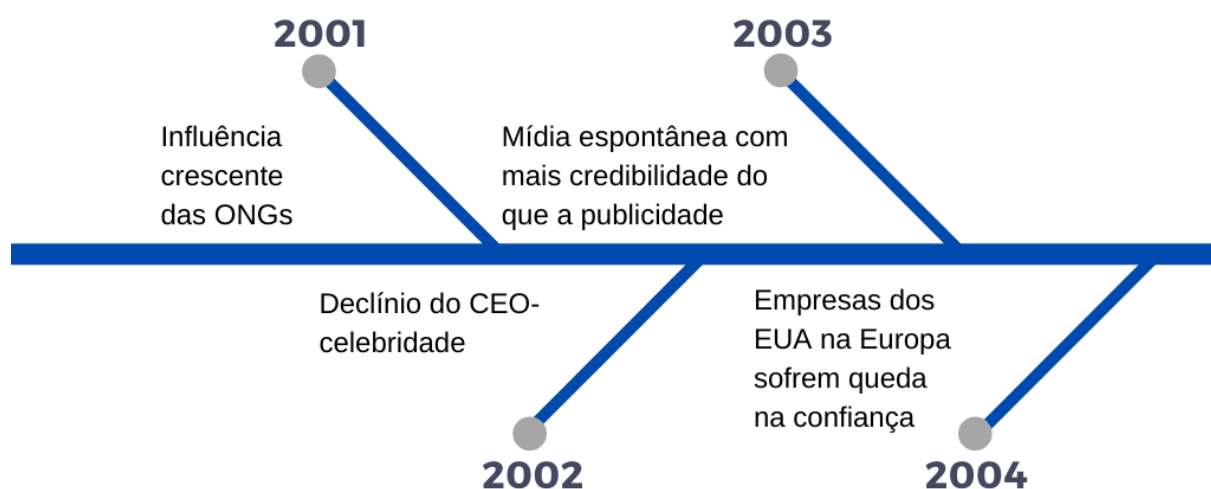 2001
Influência
crescente
das ONGs
Declínio do CEO-
celebridade
2002
2003
Mídia espontânea com
mais credibilidade do
que a publicidade
Empresas dos
EUA na Europa
sofrem queda
na confiança
2004